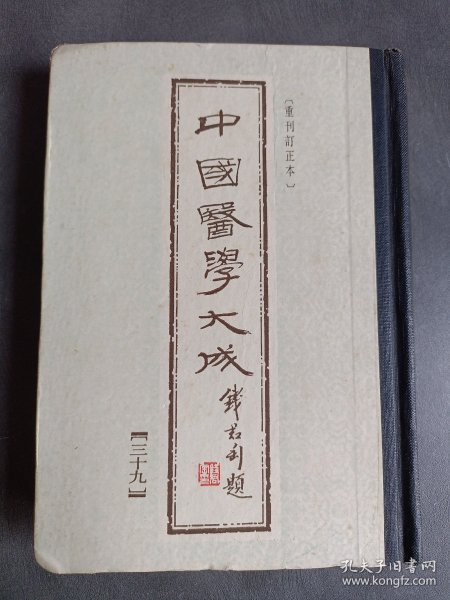 〔重刊訂正本〕
中國醫學大成
錢君匋題
【三十九】
孔夫子旧书网
www.kongfz.com